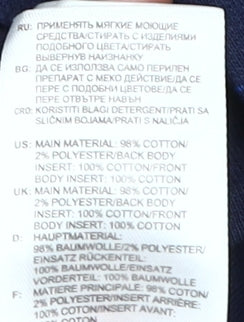 RU: ПРИМЕНЯТЬ МЯГКИЕ МОЮЩИЕ
СРЕДСТВА/СТИРАТЬ С ИЗДЕЛИЯМИ
ПОДОБНОГО ЦВЕТА/СТИРАТЬ
ВЫВЕРНУВ НАИЗНАНКУ
BG: ДА СЕ ИЗПОЛЗВА САМО ПЕРИЛЕН
ПРЕПАРАТ С МЕКО ДЕЙСТВИЕ/ДА СЕ
ПЕРЕ С ПОДОБНИ ЦВЕТОВЕ/ДА СЕ
ПЕРЕ ОТВЪТРЕ НАВЪН
CRO: KORISTITI BLAGI DETERGENT/PRATI SA
SLIČNIM BOJAMA/PRATI S NALIČJA
US: MAIN MATERIAL: 98% COTTON/
2% POLYESTER/BACK BODY
INSERT: 100% COTTON/FRONT
BODY INSERT: 100% COTTON
UK: MAIN MATERIAL: 98% COTTON/
2% POLYESTER/BACK BODY
INSERT: 100% COTTON/FRONT
BODY INSERT: 100% COTTON
D: HAUPTMATERIAL:
98% BAUMWOLLE/2% POLYESTER/
EINSATZ RÜCKENTEIL:
100% BAUMWOLLE/EINSATZ
VORDERTEIL: 100% BAUMWOLLE
F: MATIERE PRINCIPALE: 98% COTON/
2% POLYESTER/INSERT ARRIÈRE:
100% COTON/INSERT AVANT:
COTON